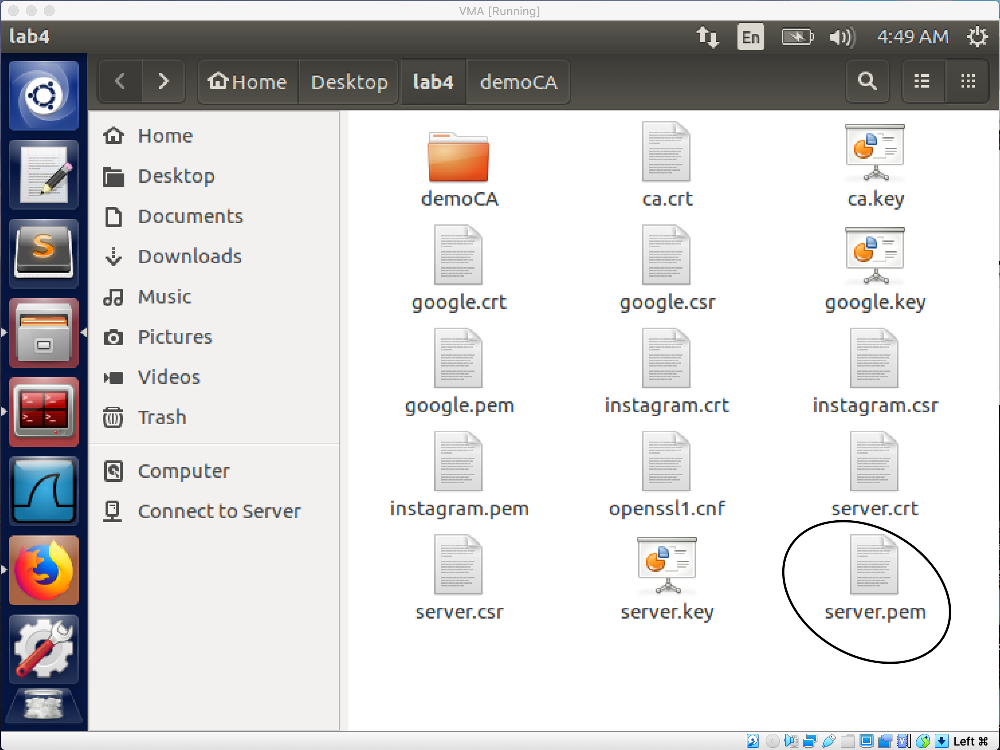 VMA [Running]
lab4
En
4:49 AM
Home
Desktop
lab4
demoCA
Home
Desktop
Documents
Downloads
Music
Pictures
Videos
Trash
Computer
Connect to Server
demoCA
ca.crt
ca.key
google.crt
google.csr
google.key
google.pem
instagram.crt
instagram.csr
instagram.pem
openssl1.cnf
server.crt
server.csr
server.key
server.pem
Left ⌘